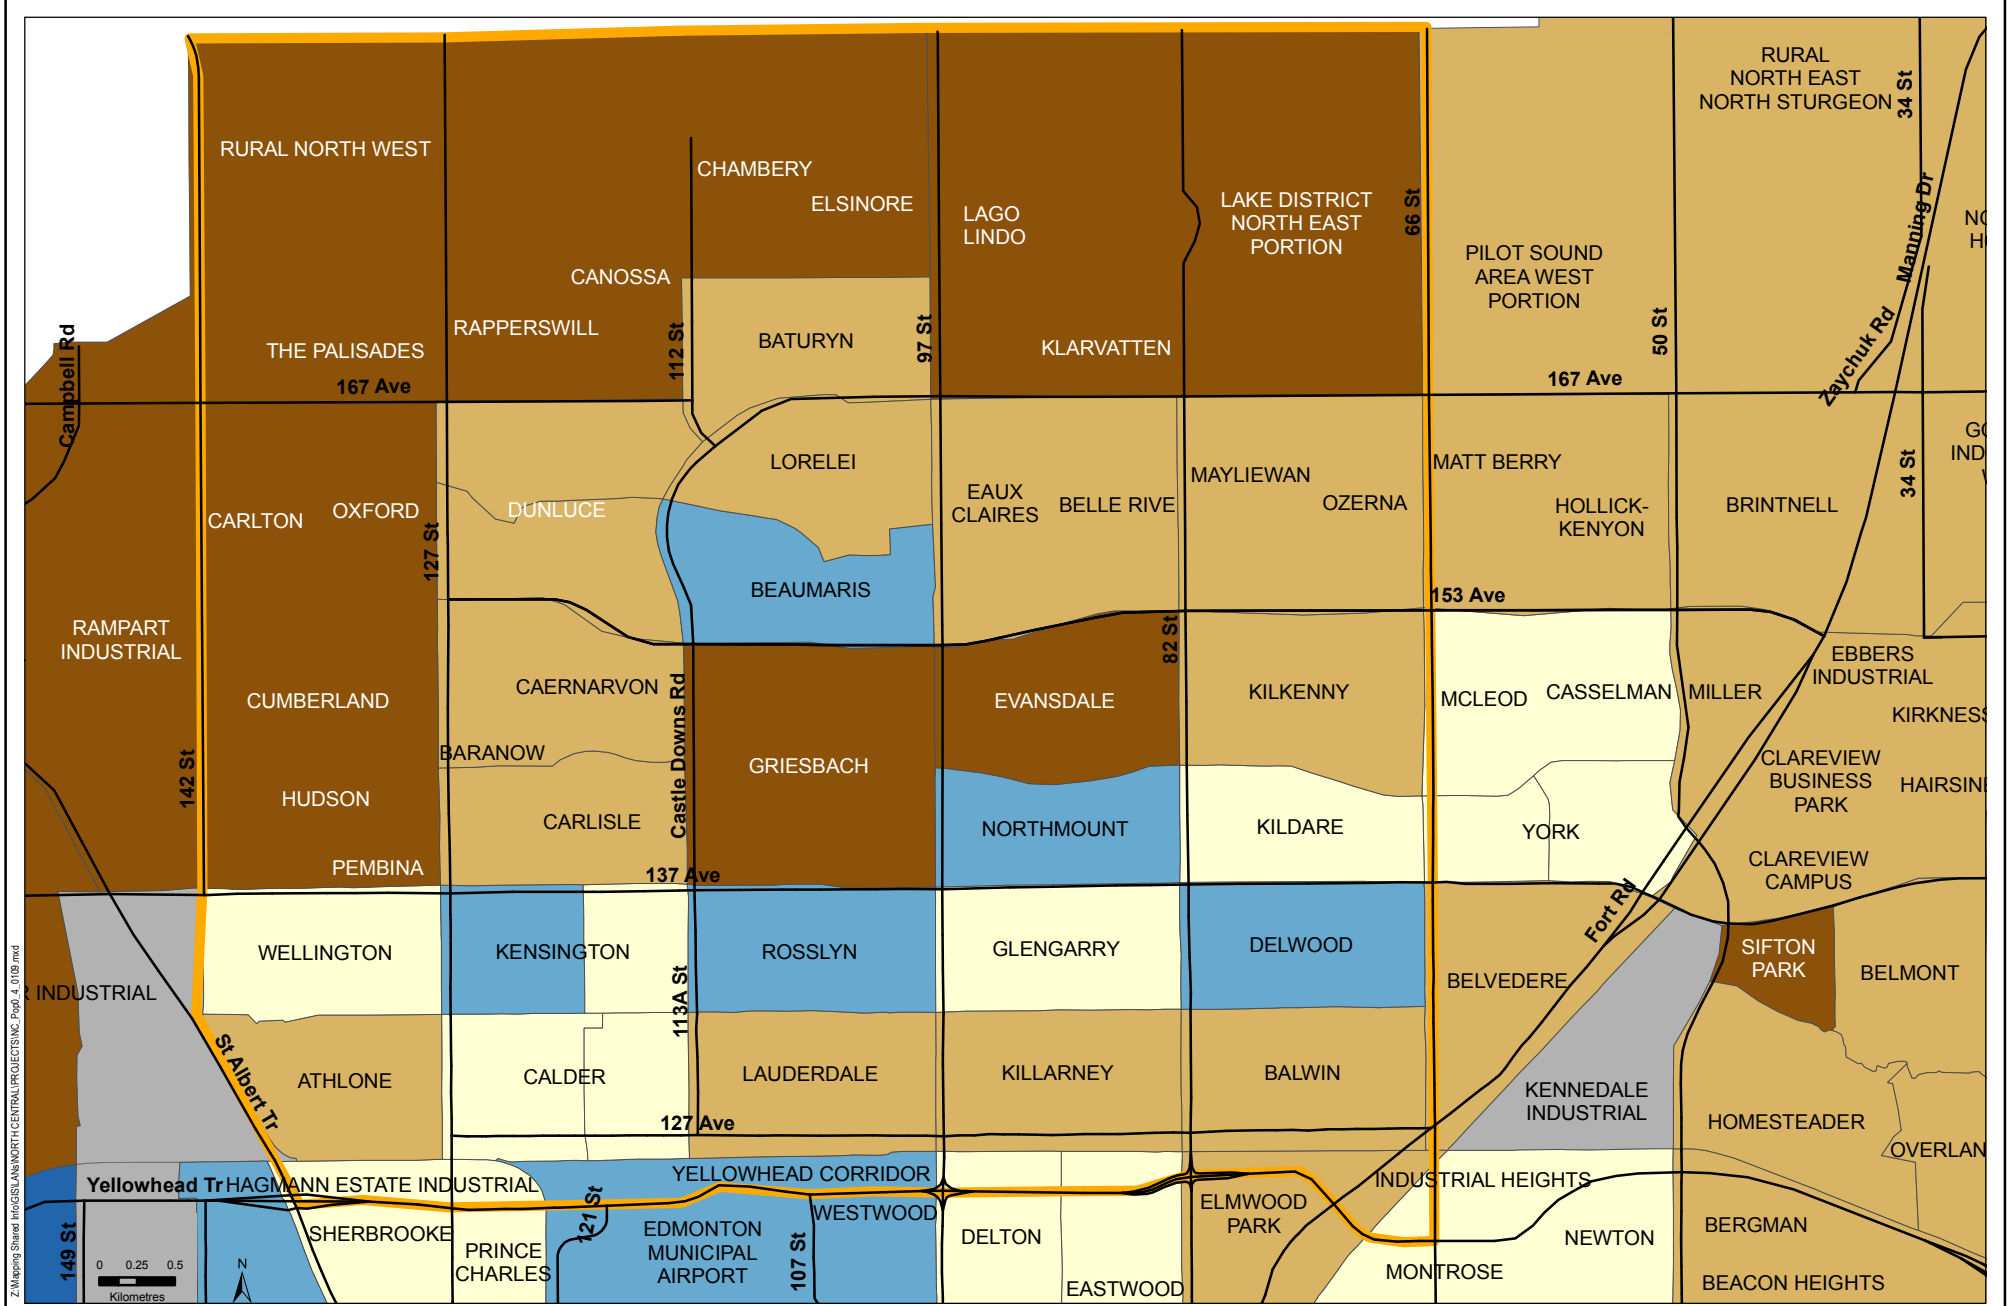 RURAL
NORTH EAST
NORTH STURGEON
34 St
RURAL NORTH WEST
CHAMBERY
ELSINORE
LAGO
LINDO
LAKE DISTRICT
NORTH EAST
PORTION
66 St
Manning Dr
PILOT SOUND
AREA WEST
PORTION
CANOSSA
RAPPERSWILL
THE PALISADES
112 St
BATURYN
97 St
KLARVATTEN
50 St
Zaychuk Rd
Campbell Rd
167 Ave
167 Ave
LORELEI
MAYLIEWAN
MATT BERRY
34 St
CARLTON
OXFORD
DUNLUCE
EAUX
CLAIRES
BELLE RIVE
OZERNA
HOLLICK-
KENYON
BRINTNELL
127 St
BEAUMARIS
153 Ave
RAMPART
INDUSTRIAL
82 St
EBBERS
INDUSTRIAL
CUMBERLAND
CAERNARVON
Castle Downs Rd
EVANSDALE
KILKENNY
MCLEOD
CASSELMAN
MILLER
KIRKNESS
BARANOW
GRIESBACH
CLAREVIEW
BUSINESS
PARK
142 St
HUDSON
CARLISLE
NORTHMOUNT
KILDARE
YORK
PEMBINA
137 Ave
CLAREVIEW
CAMPUS
Fort Rd
WELLINGTON
KENSINGTON
ROSSLYN
GLENGARRY
DELWOOD
BELVEDERE
SIFTON
PARK
BELMONT
INDUSTRIAL
113A St
St Albert Tr
ATHLONE
CALDER
LAUDERDALE
KILLARNEY
BALWIN
KENNEDALE
INDUSTRIAL
127 Ave
HOMESTEADER
OVERLAN
Yellowhead Tr
HAGMANN ESTATE INDUSTRIAL
YELLOWHEAD CORRIDOR
INDUSTRIAL HEIGHTS
149 St
SHERBROOKE
PRINCE
CHARLES
121 St
EDMONTON
MUNICIPAL
AIRPORT
107 St
WESTWOOD
DELTON
EASTWOOD
ELMWOOD
PARK
MONTROSE
NEWTON
BERGMAN
BEACON HEIGHTS
0 0.25 0.5
Kilometres
N